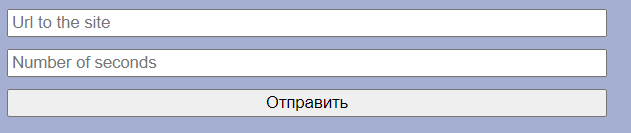 Url to the site
Number of seconds
Отправить